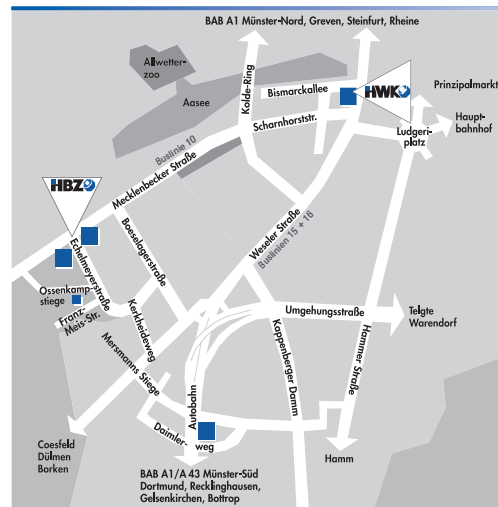 BAB A1 Münster-Nord, Greven, Steinfurt, Rheine
Allwetter-
zoo
Aasee
Kolde-Ring
Bismarckallee
HWK
Prinzipalmarkt
Scharnhorststr.
Haupt-
bahnhof
Ludgeri-
platz
Buslinie 10
Mecklenbecker Straße
HBZ
Weseler Straße
Buslinien 15 + 16
Boeselagerstraße
Echelmeyerstraße
Ossenkamp-
stiege
Franz-
Meis-Str.
Kerkheideweg
Umgehungsstraße
Telgte
Warendorf
Hammer Straße
Kappenberger Damm
Mersmanns Stiege
Autobahn
Daimler-
weg
Coesfeld
Dülmen
Borken
Hamm
BAB A1/A 43 Münster-Süd
Dortmund, Recklinghausen,
Gelsenkirchen, Bottrop